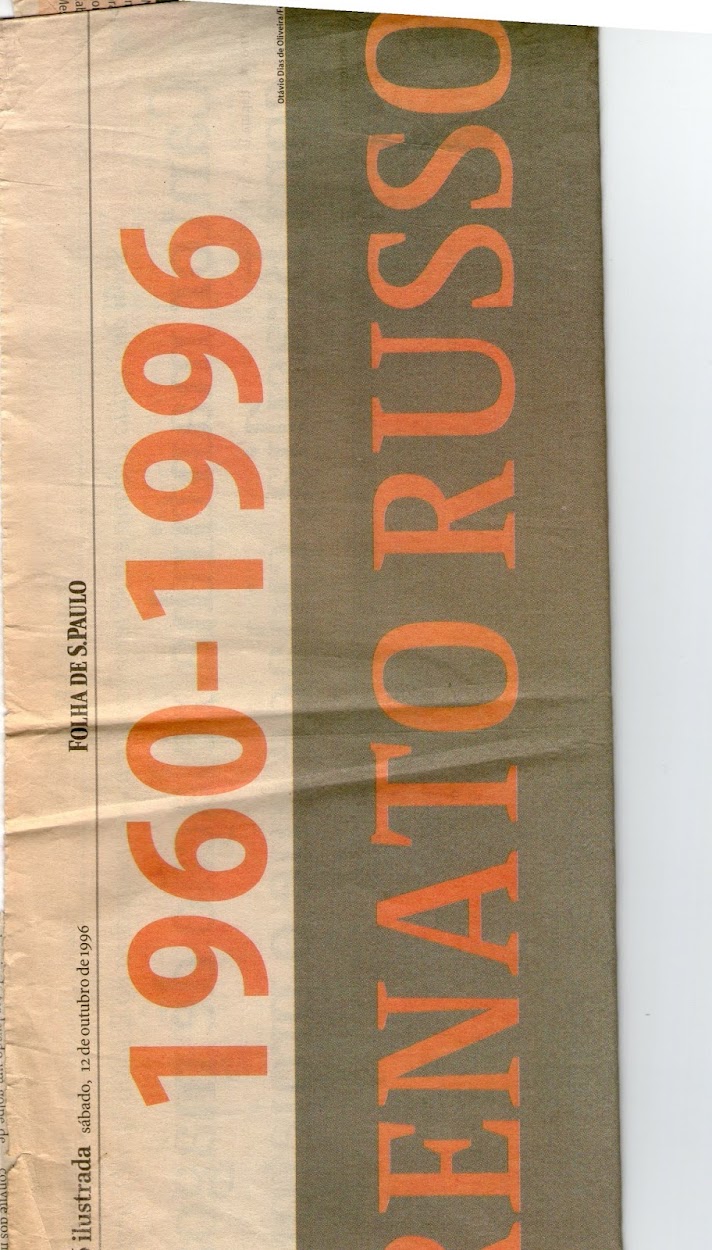 ilustrada sábado, 12 de outubro de 1996 FOLHA DE S.PAULO
1960-1996
Otávio Dias de Oliveira/F
RENATO RUSSO